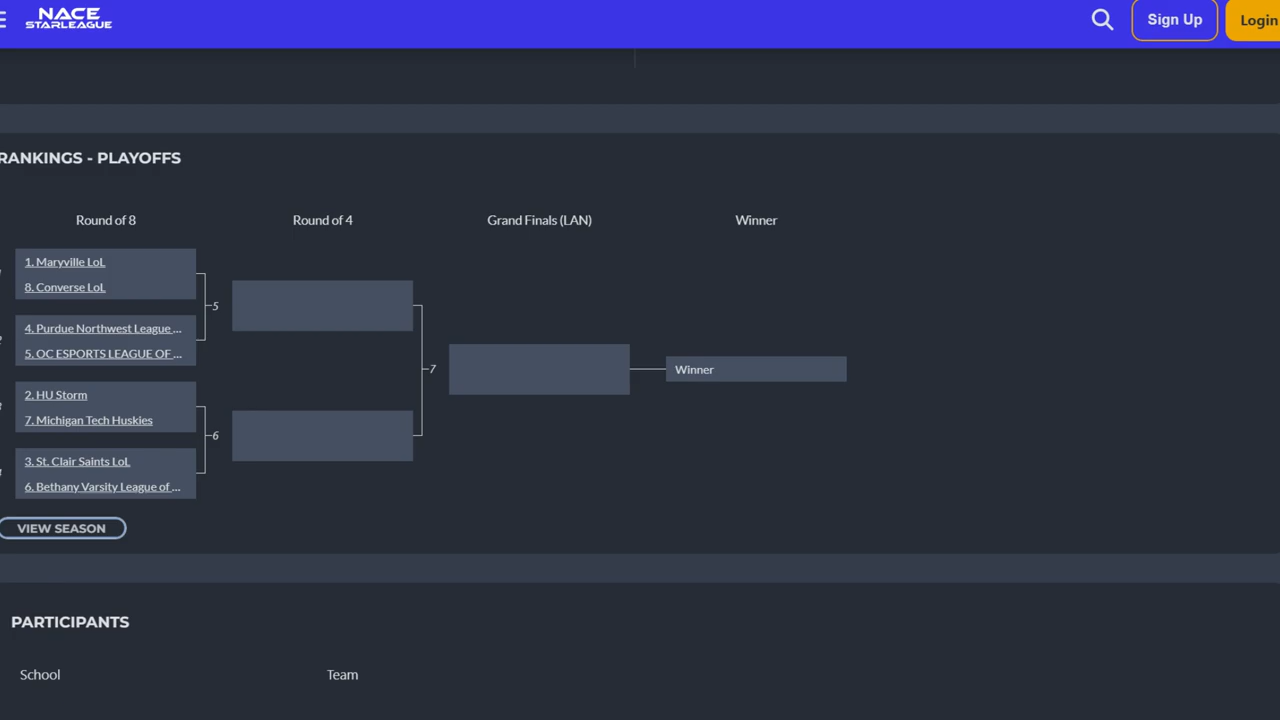 NACE
STARLEAGUE
Sign Up
Login
RANKINGS - PLAYOFFS
Round of 8
Round of 4
Grand Finals (LAN)
Winner
1. Maryville LoL
8. Converse LoL
5
4. Purdue Northwest League ...
5. OC ESPORTS LEAGUE OF ...
7
Winner
2. HU Storm
7. Michigan Tech Huskies
6
3. St. Clair Saints LoL
6. Bethany Varsity League of ...
VIEW SEASON
PARTICIPANTS
School
Team